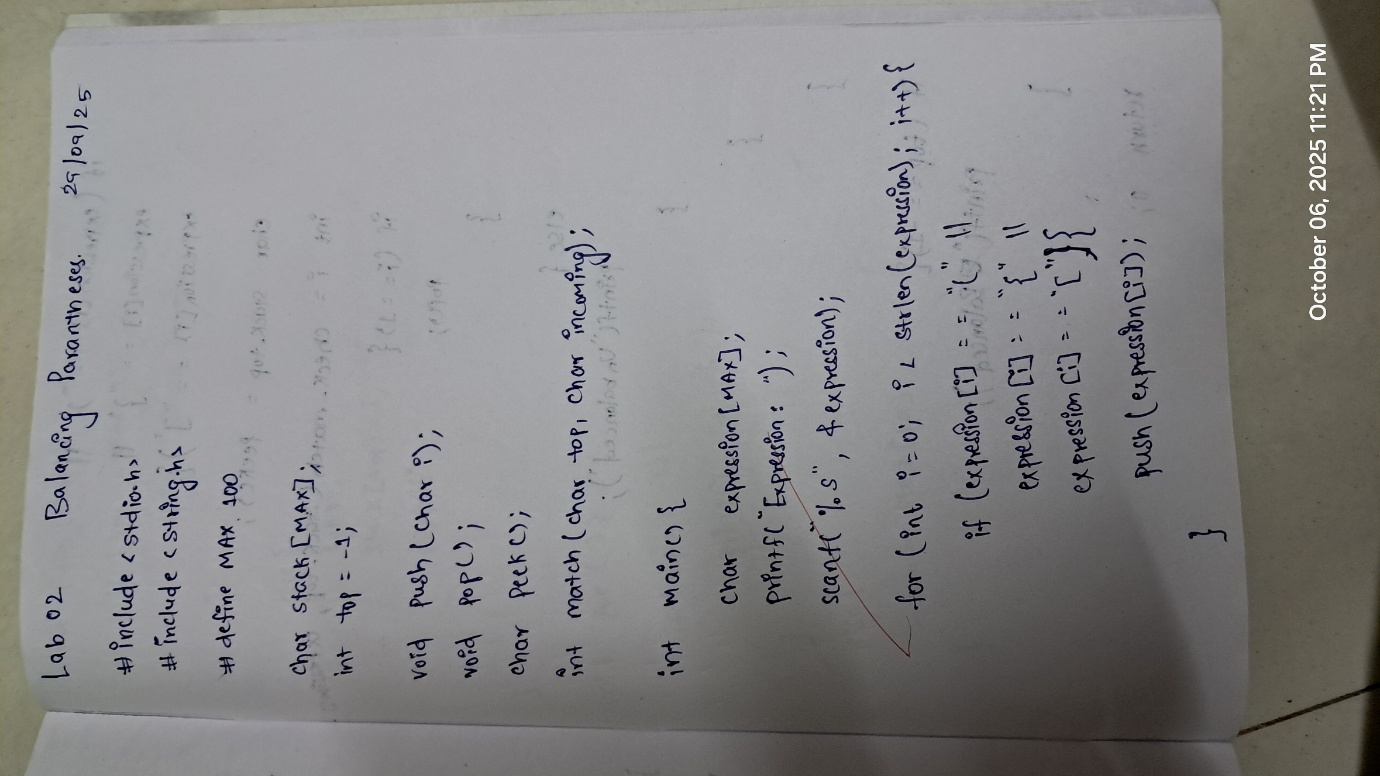 Lab 02 Balancing Parantheses. 29/09/25
#include <stdio.h>
#include <string.h>
#define MAX 100
char stack[MAX];
int top = -1;
void push(char i);
void pop();
char peek();
int match(char top, char incoming);
int main() {
char expression[MAX];
printf("Expression: ");
scanf("%s", &expression);
for (int i=0; i < strlen(expression); i++) {
if (expression[i] == "(" ||
expression[i] == "{" ||
expression[i] == "["){
push(expression[i]);
}
October 06, 2025 11:21 PM